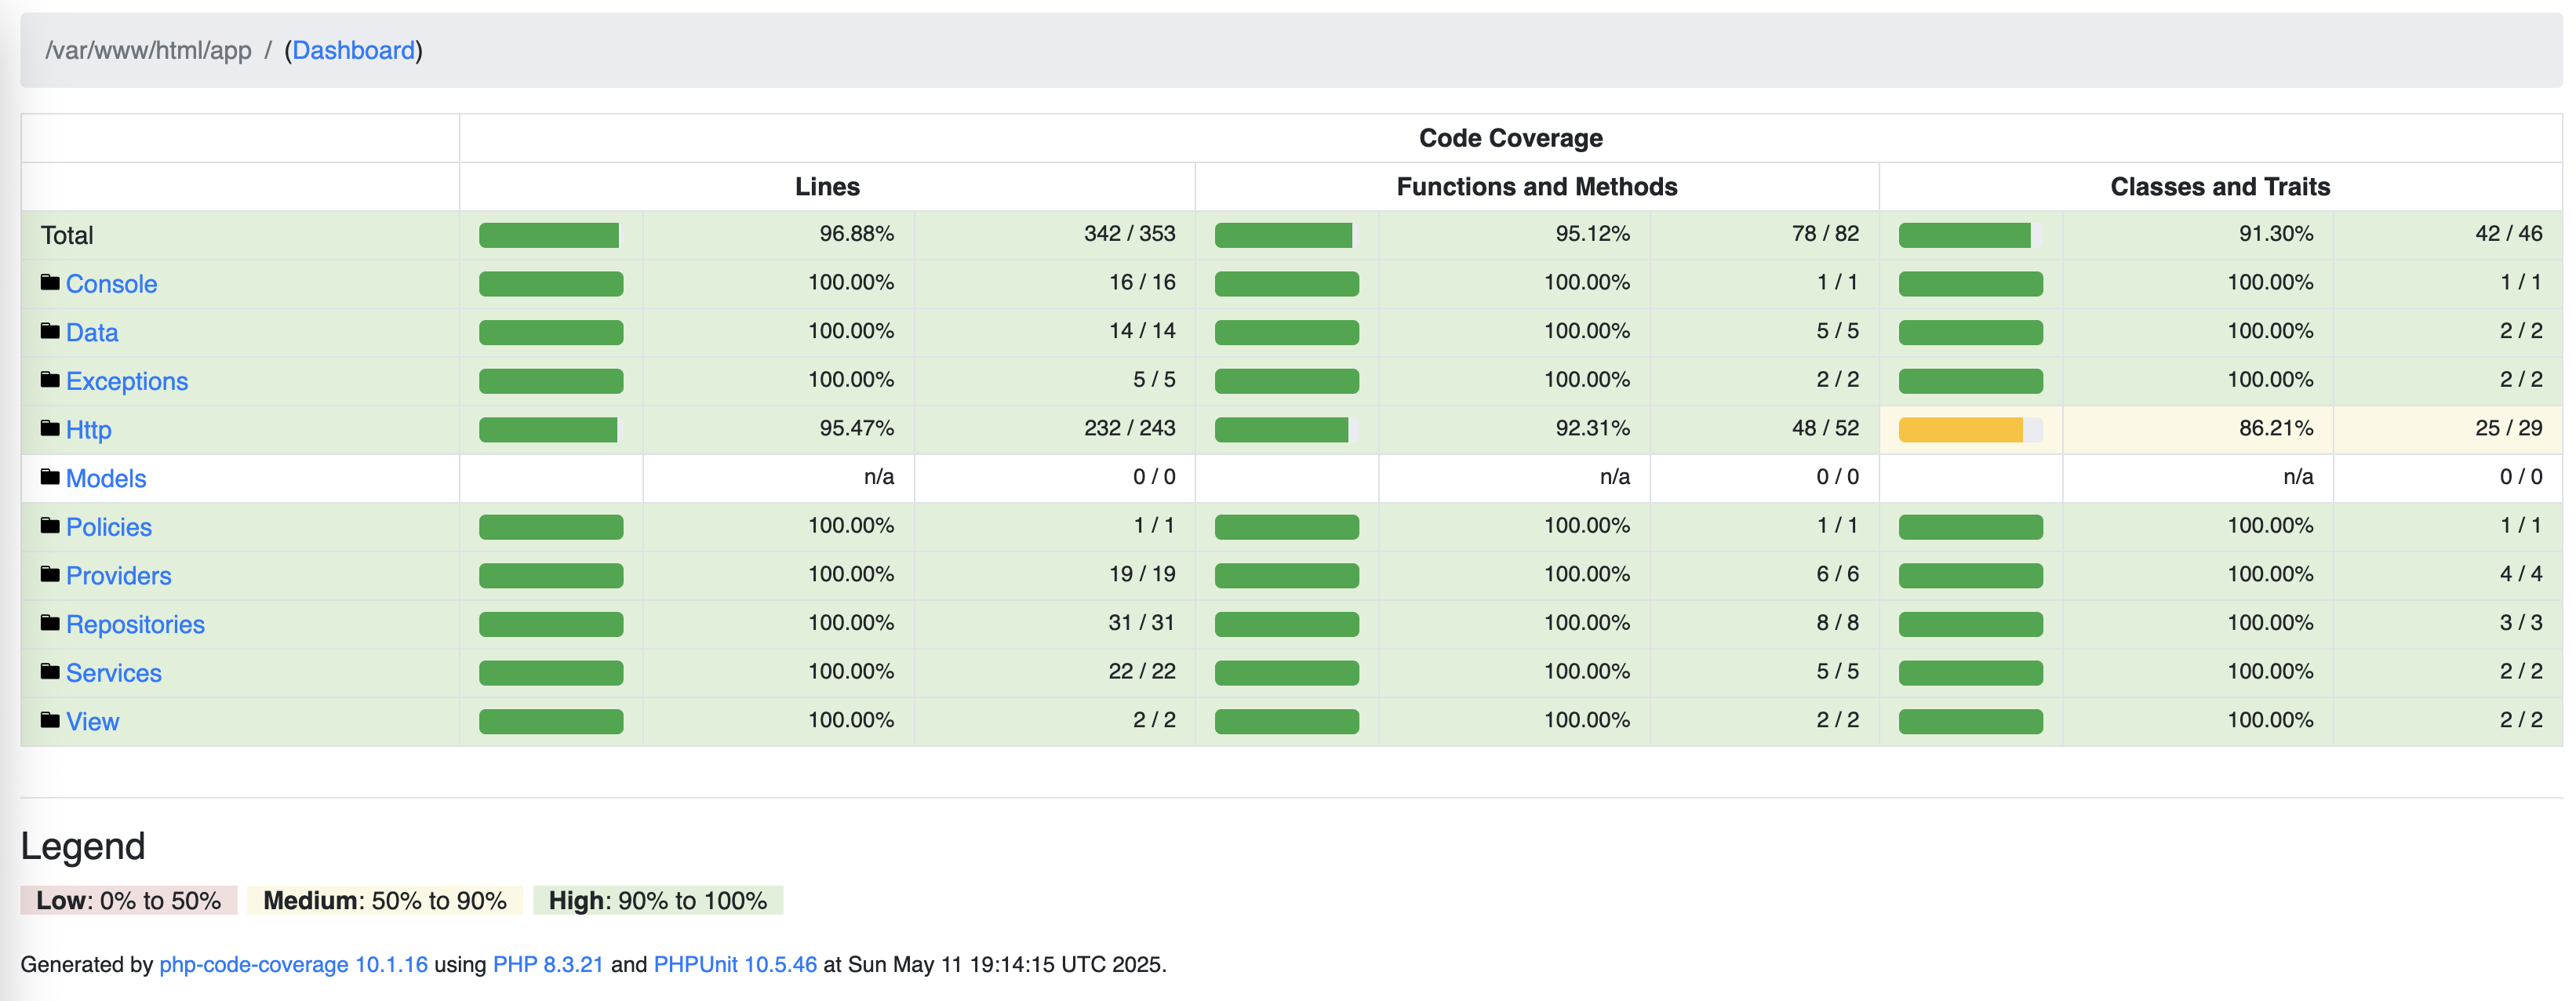 /var/www/html/app / (Dashboard)
Code Coverage
Lines Functions and Methods Classes and Traits
Total 96.88% 342 / 353 95.12% 78 / 82 91.30% 42 / 46
Console 100.00% 16 / 16 100.00% 1 / 1 100.00% 1 / 1
Data 100.00% 14 / 14 100.00% 5 / 5 100.00% 2 / 2
Exceptions 100.00% 5 / 5 100.00% 2 / 2 100.00% 2 / 2
Http 95.47% 232 / 243 92.31% 48 / 52 86.21% 25 / 29
Models n/a 0 / 0 n/a 0 / 0 n/a 0 / 0
Policies 100.00% 1 / 1 100.00% 1 / 1 100.00% 1 / 1
Providers 100.00% 19 / 19 100.00% 6 / 6 100.00% 4 / 4
Repositories 100.00% 31 / 31 100.00% 8 / 8 100.00% 3 / 3
Services 100.00% 22 / 22 100.00% 5 / 5 100.00% 2 / 2
View 100.00% 2 / 2 100.00% 2 / 2 100.00% 2 / 2
Legend
Low: 0% to 50% Medium: 50% to 90% High: 90% to 100%
Generated by php-code-coverage 10.1.16 using PHP 8.3.21 and PHPUnit 10.5.46 at Sun May 11 19:14:15 UTC 2025.